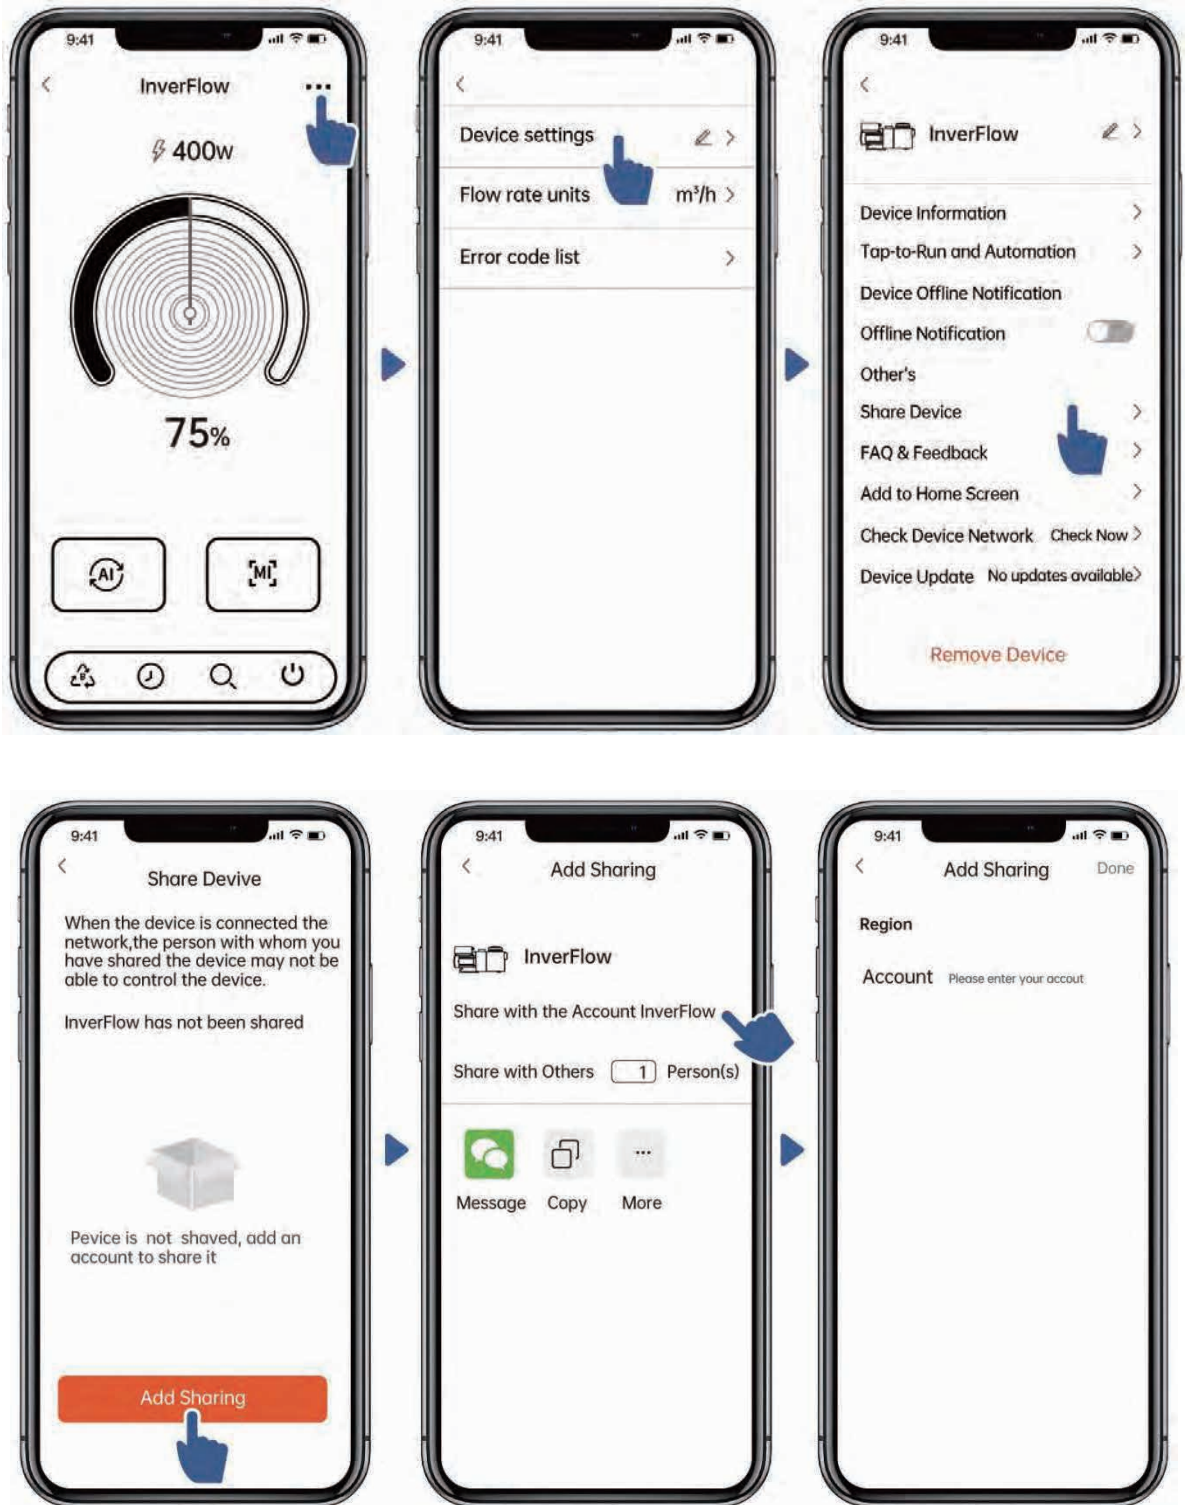 9:41
InverFlow
400W
75%
AI
MI
9:41
Device settings
Flow rate units m³/h
Error code list
9:41
InverFlow
Device Information
Tap-to-Run and Automation
Device Offline Notification
Offline Notification
Other's
Share Device
FAQ & Feedback
Add to Home Screen
Check Device Network Check Now
Device Update No updates available
Remove Device
9:41
Share Devive
When the device is connected the
network,the person with whom you
have shared the device may not be
able to control the device.
InverFlow has not been shared
Pevice is not shaved, add an
account to share it
Add Sharing
9:41
Add Sharing
InverFlow
Share with the Account InverFlow
Share with Others 1 Person(s)
Message Copy More
9:41
Add Sharing Done
Region
Account Please enter your accout